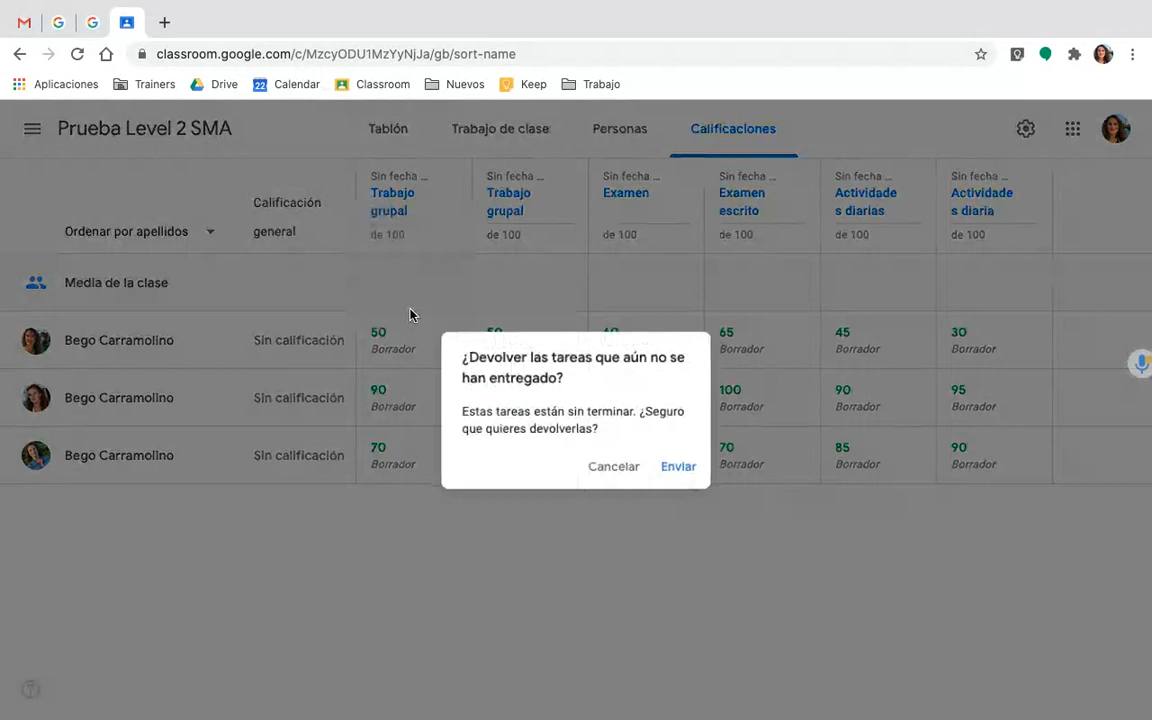 classroom.google.com/c/MzcyODU1MzYyNjJa/gb/sort-name
Aplicaciones Trainers Drive 22 Calendar Classroom Nuevos Keep Trabajo
Prueba Level 2 SMA Tablón Trabajo de clase Personas Calificaciones
Sin fecha ... Sin fecha ... Sin fecha ... Sin fecha ... Sin fecha ... Sin fecha ...
Calificación Trabajo Trabajo Examen Examen Actividade Actividade
grupal grupal escrito s diarias s diaria
Ordenar por apellidos general de 100 de 100 de 100 de 100 de 100 de 100
Media de la clase
50 65 45 30
Bego Carramolino Sin calificación Borrador Borrador Borrador Borrador
90 100 90 95
Bego Carramolino Sin calificación Borrador Borrador Borrador Borrador
70 70 85 90
Bego Carramolino Sin calificación Borrador Borrador Borrador Borrador
¿Devolver las tareas que aún no se
han entregado?
Estas tareas están sin terminar. ¿Seguro
que quieres devolverlas?
Cancelar Enviar